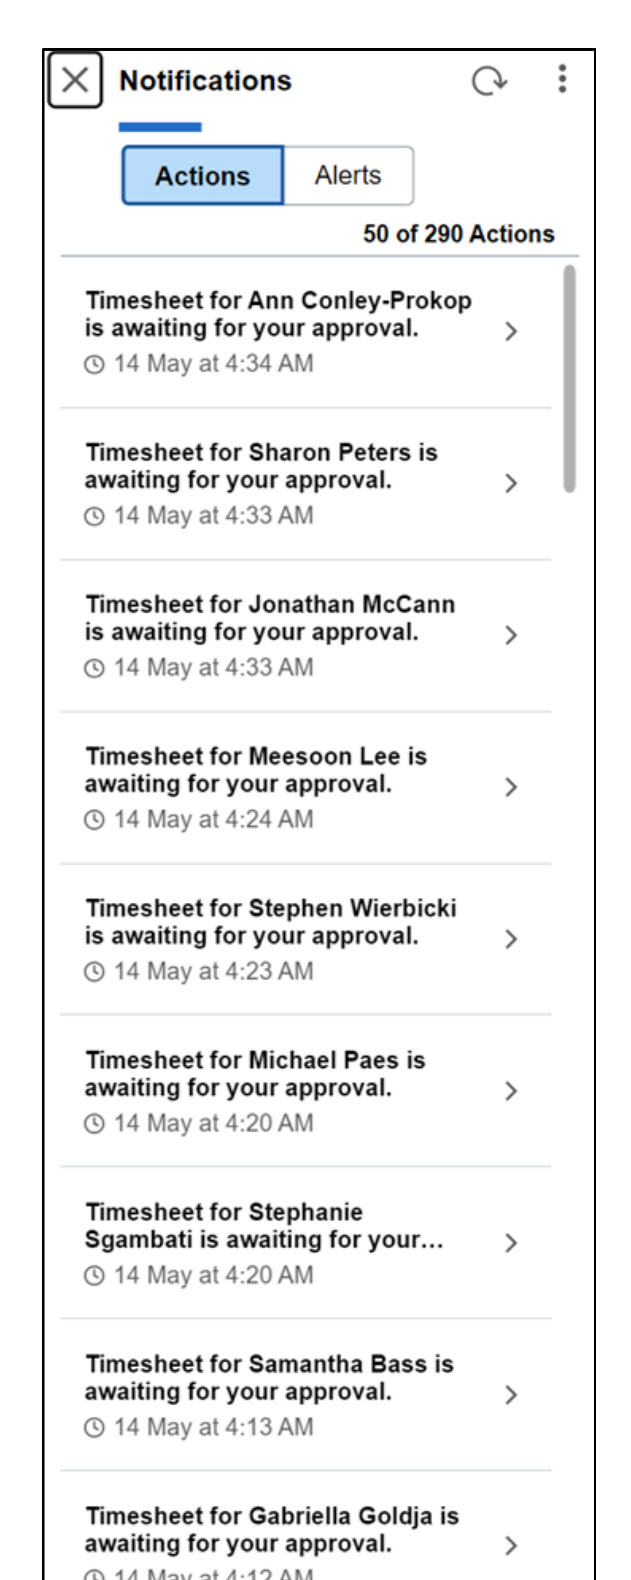 Notifications
Actions
Alerts
50 of 290 Actions
Timesheet for Ann Conley-Prokop
is awaiting for your approval.
14 May at 4:34 AM
Timesheet for Sharon Peters is
awaiting for your approval.
14 May at 4:33 AM
Timesheet for Jonathan McCann
is awaiting for your approval.
14 May at 4:33 AM
Timesheet for Meesoon Lee is
awaiting for your approval.
14 May at 4:24 AM
Timesheet for Stephen Wierbicki
is awaiting for your approval.
14 May at 4:23 AM
Timesheet for Michael Paes is
awaiting for your approval.
14 May at 4:20 AM
Timesheet for Stephanie
Sgambati is awaiting for your...
14 May at 4:20 AM
Timesheet for Samantha Bass is
awaiting for your approval.
14 May at 4:13 AM
Timesheet for Gabriella Goldja is
awaiting for your approval.
14 May at 4:12 AM